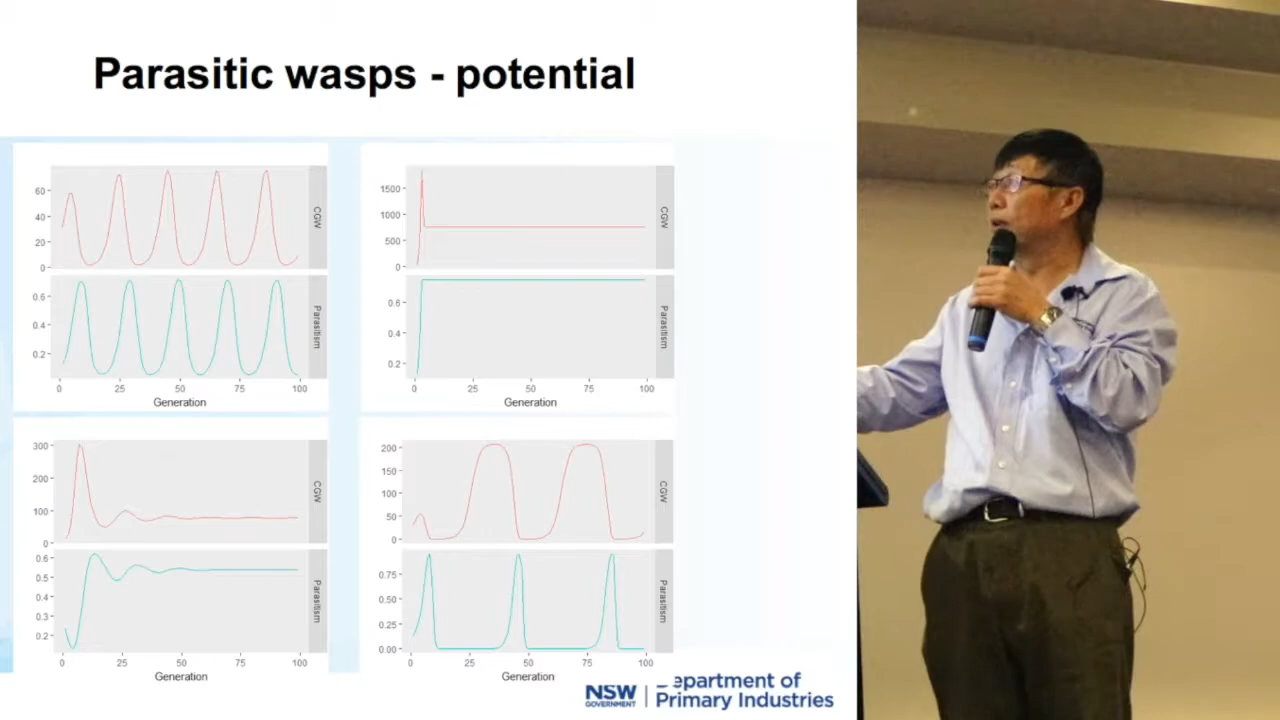 Parasitic wasps - potential
60
40
20
0
CGW
0.6
0.4
0.2
Parasitism
0 25 50 75 100
Generation
1500
1000
500
0
CGW
0.6
0.4
0.2
Parasitism
0 25 50 75 100
Generation
300
200
100
0
CGW
0.6
0.5
0.4
0.3
0.2
Parasitism
0 25 50 75 100
Generation
200
150
100
50
0
CGW
0.75
0.50
0.25
0.00
Parasitism
0 25 50 75 100
Generation
NSW
GOVERNMENT
epartment of
Primary Industries